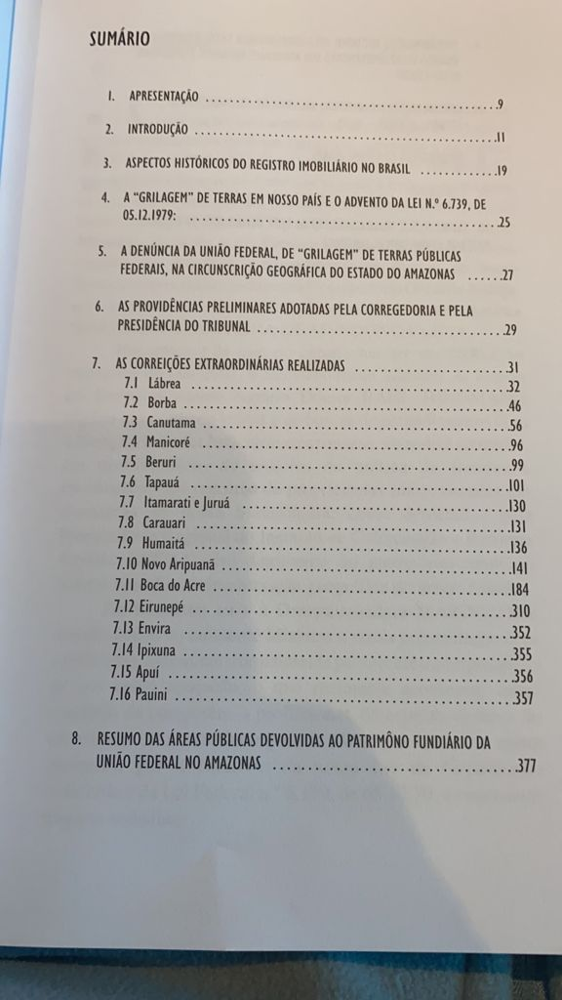 SUMÁRIO
1. APRESENTAÇÃO ..................................................9
2. INTRODUÇÃO ..................................................11
3. ASPECTOS HISTÓRICOS DO REGISTRO IMOBILIÁRIO NO BRASIL .............19
4. A “GRILAGEM” DE TERRAS EM NOSSO PAÍS E O ADVENTO DA LEI N.º 6.739, DE
05.12.1979: ..................................................25
5. A DENÚNCIA DA UNIÃO FEDERAL, DE “GRILAGEM” DE TERRAS PÚBLICAS
FEDERAIS, NA CIRCUNSCRIÇÃO GEOGRÁFICA DO ESTADO DO AMAZONAS ......27
6. AS PROVIDÊNCIAS PRELIMINARES ADOTADAS PELA CORREGEDORIA E PELA
PRESIDÊNCIA DO TRIBUNAL ..........................................29
7. AS CORREIÇÕES EXTRAORDINÁRIAS REALIZADAS ..........................31
7.1 Lábrea ..................................................32
7.2 Borba ..................................................46
7.3 Canutama ..................................................56
7.4 Manicoré ..................................................96
7.5 Beruri ..................................................99
7.6 Tapauá ..................................................101
7.7 Itamarati e Juruá ..........................................130
7.8 Carauari ..................................................131
7.9 Humaitá ..................................................136
7.10 Novo Aripuanã ..............................................141
7.11 Boca do Acre ..............................................184
7.12 Eirunepé ..................................................310
7.13 Envira ..................................................352
7.14 Ipixuna ..................................................355
7.15 Apuí ..................................................356
7.16 Pauini ..................................................357
8. RESUMO DAS ÁREAS PÚBLICAS DEVOLVIDAS AO PATRIMÔNO FUNDIÁRIO DA
UNIÃO FEDERAL NO AMAZONAS ..........................................377